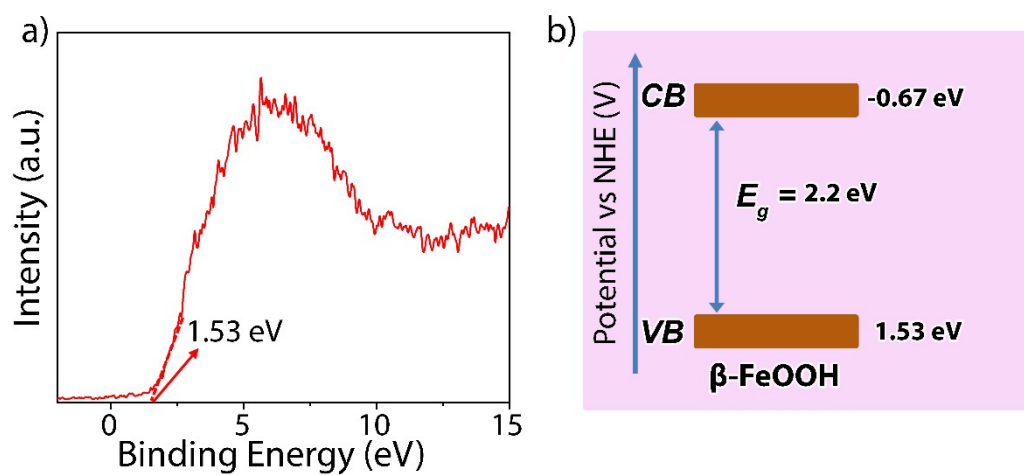 a)
Intensity (a.u.)
1.53 eV
0 5 10 15
Binding Energy (eV)
b)
Potential vs NHE (V)
CB -0.67 eV
E_g = 2.2 eV
VB 1.53 eV
β-FeOOH